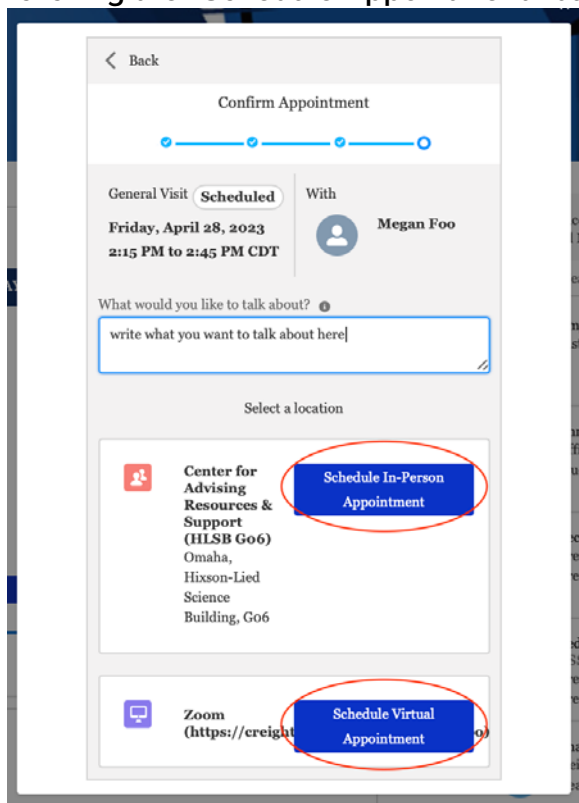 Back
Confirm Appointment
General Visit Scheduled
Friday, April 28, 2023
2:15 PM to 2:45 PM CDT
With
Megan Foo
What would you like to talk about?
write what you want to talk about here
Select a location
Center for
Advising
Resources &
Support
(HLSB G06)
Omaha,
Hixson-Lied
Science
Building, G06
Schedule In-Person
Appointment
Zoom
(https://creight
Schedule Virtual
Appointment